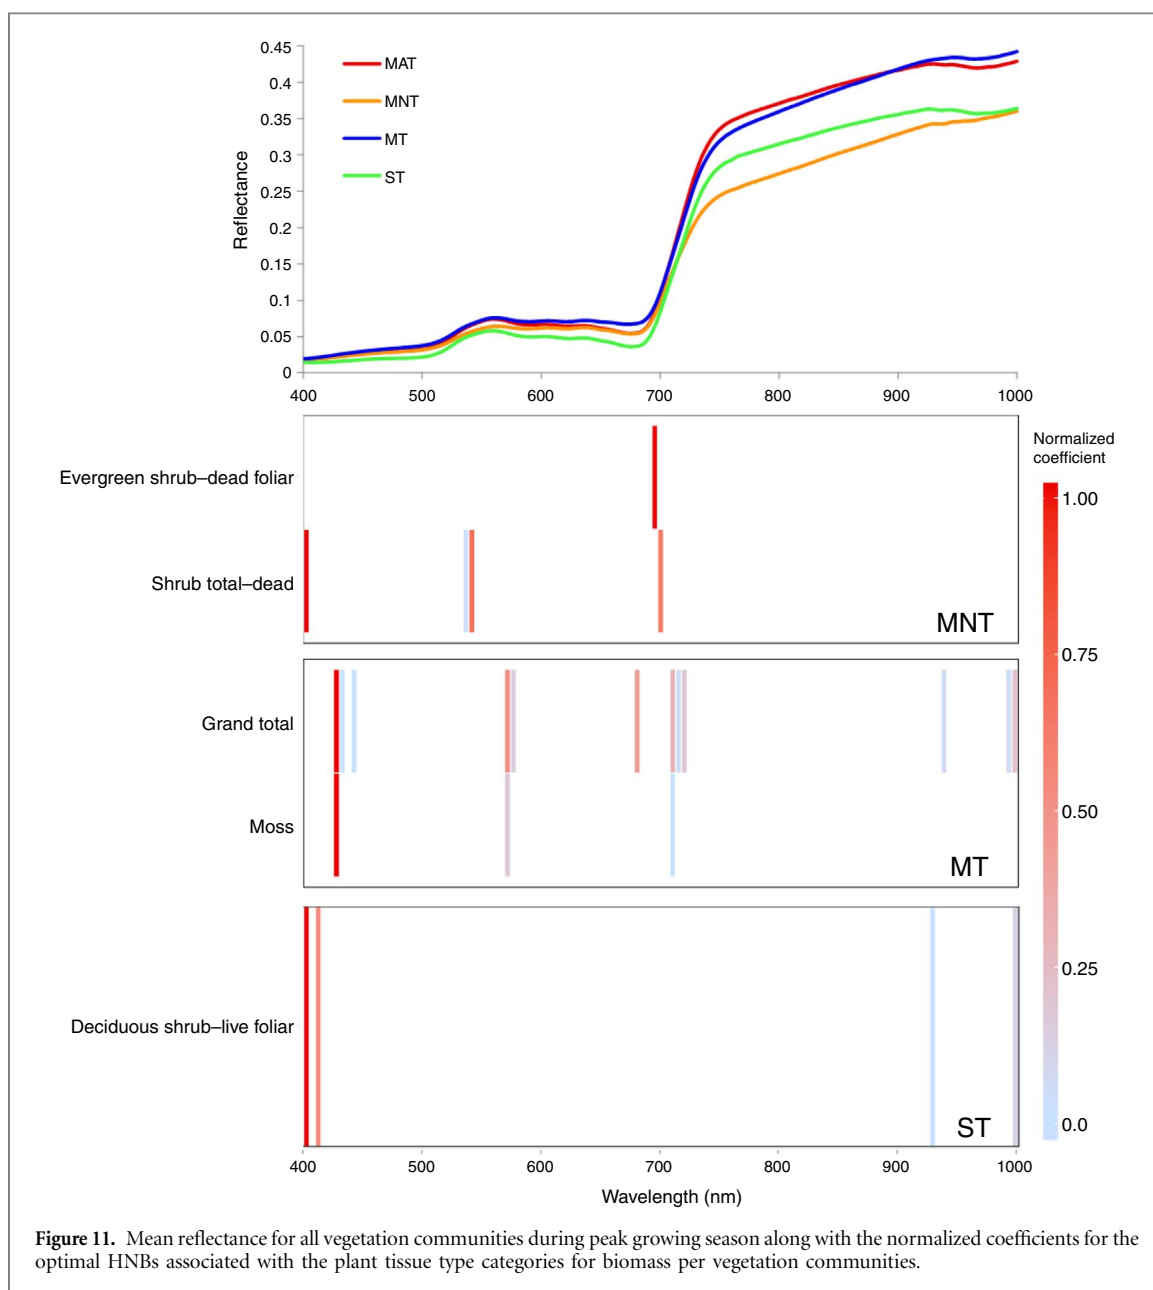 0.45
0.4
0.35
0.3
0.25
0.2
0.15
0.1
0.05
0
Reflectance
MAT
MNT
MT
ST
400 500 600 700 800 900 1000
Evergreen shrub–dead foliar
Shrub total–dead
MNT
Grand total
Moss
MT
Deciduous shrub–live foliar
ST
400 500 600 700 800 900 1000
Wavelength (nm)
Normalized
coefficient
1.00
0.75
0.50
0.25
0.0
Figure 11. Mean reflectance for all vegetation communities during peak growing season along with the normalized coefficients for the
optimal HNBs associated with the plant tissue type categories for biomass per vegetation communities.